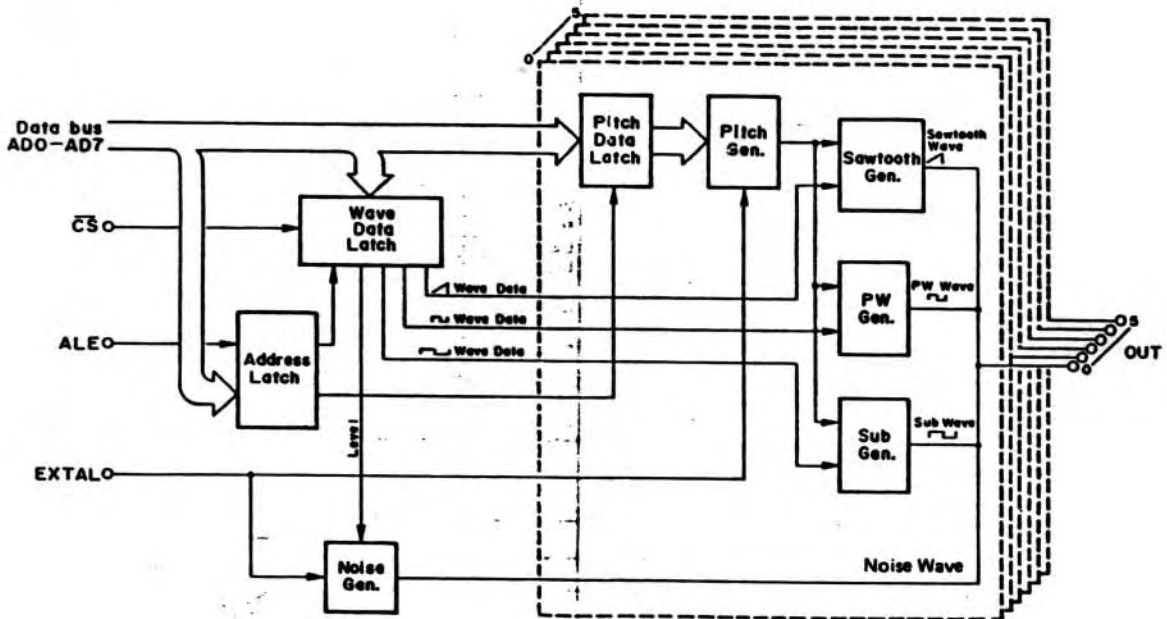 5
0
Data bus
AD0-AD7
Pitch
Data
Latch
Pitch
Gen.
Sawtooth
Wave
Sawtooth
Gen.
C̅S̅
Wave
Data
Latch
Wave Data
PW
Gen.
PW Wave
Wave Data
5
ALE
Address
Latch
Wave Data
0
OUT
Level
Sub
Gen.
Sub Wave
EXTAL
Noise
Gen.
Noise Wave